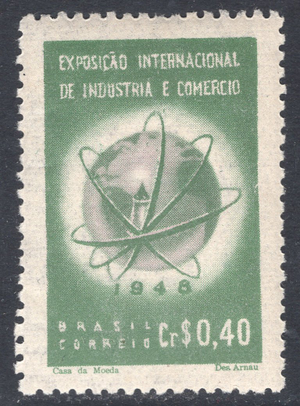 EXPOSIÇÃO INTERNACIONAL
DE INDUSTRIA E COMERCIO
1948
BRASIL
CORREIO Cr$0,40
Casa da Moeda Des. Arnau